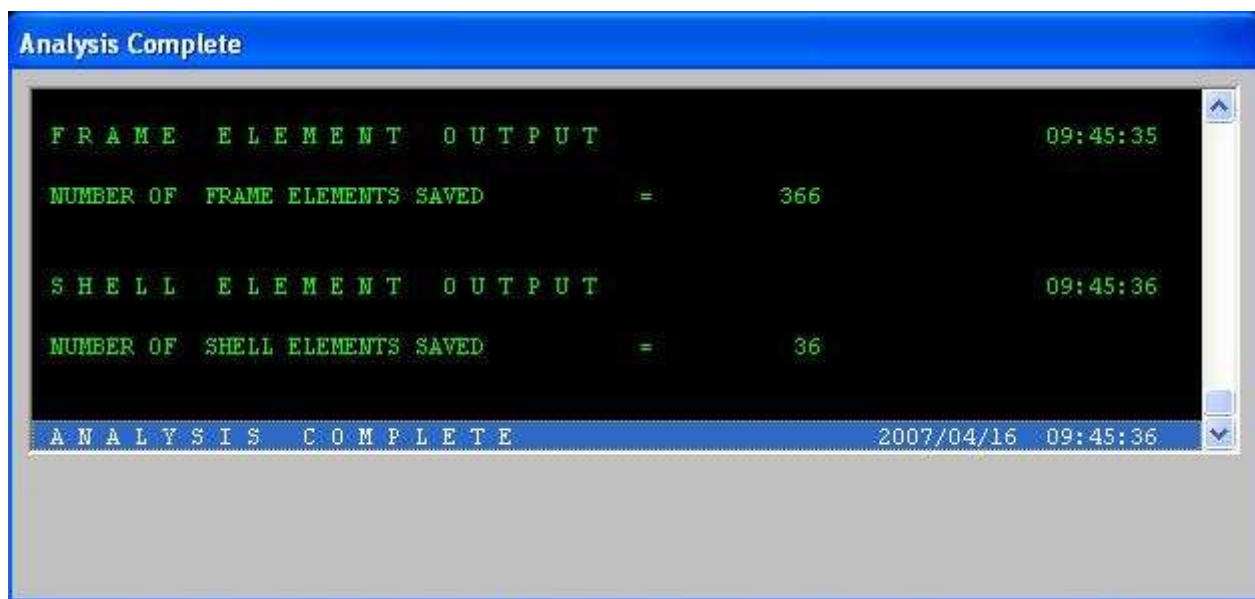 Analysis Complete
F R A M E   E L E M E N T   O U T P U T   09:45:35
NUMBER OF FRAME ELEMENTS SAVED = 366
S H E L L   E L E M E N T   O U T P U T   09:45:36
NUMBER OF SHELL ELEMENTS SAVED = 36
A N A L Y S I S   C O M P L E T E   2007/04/16 09:45:36